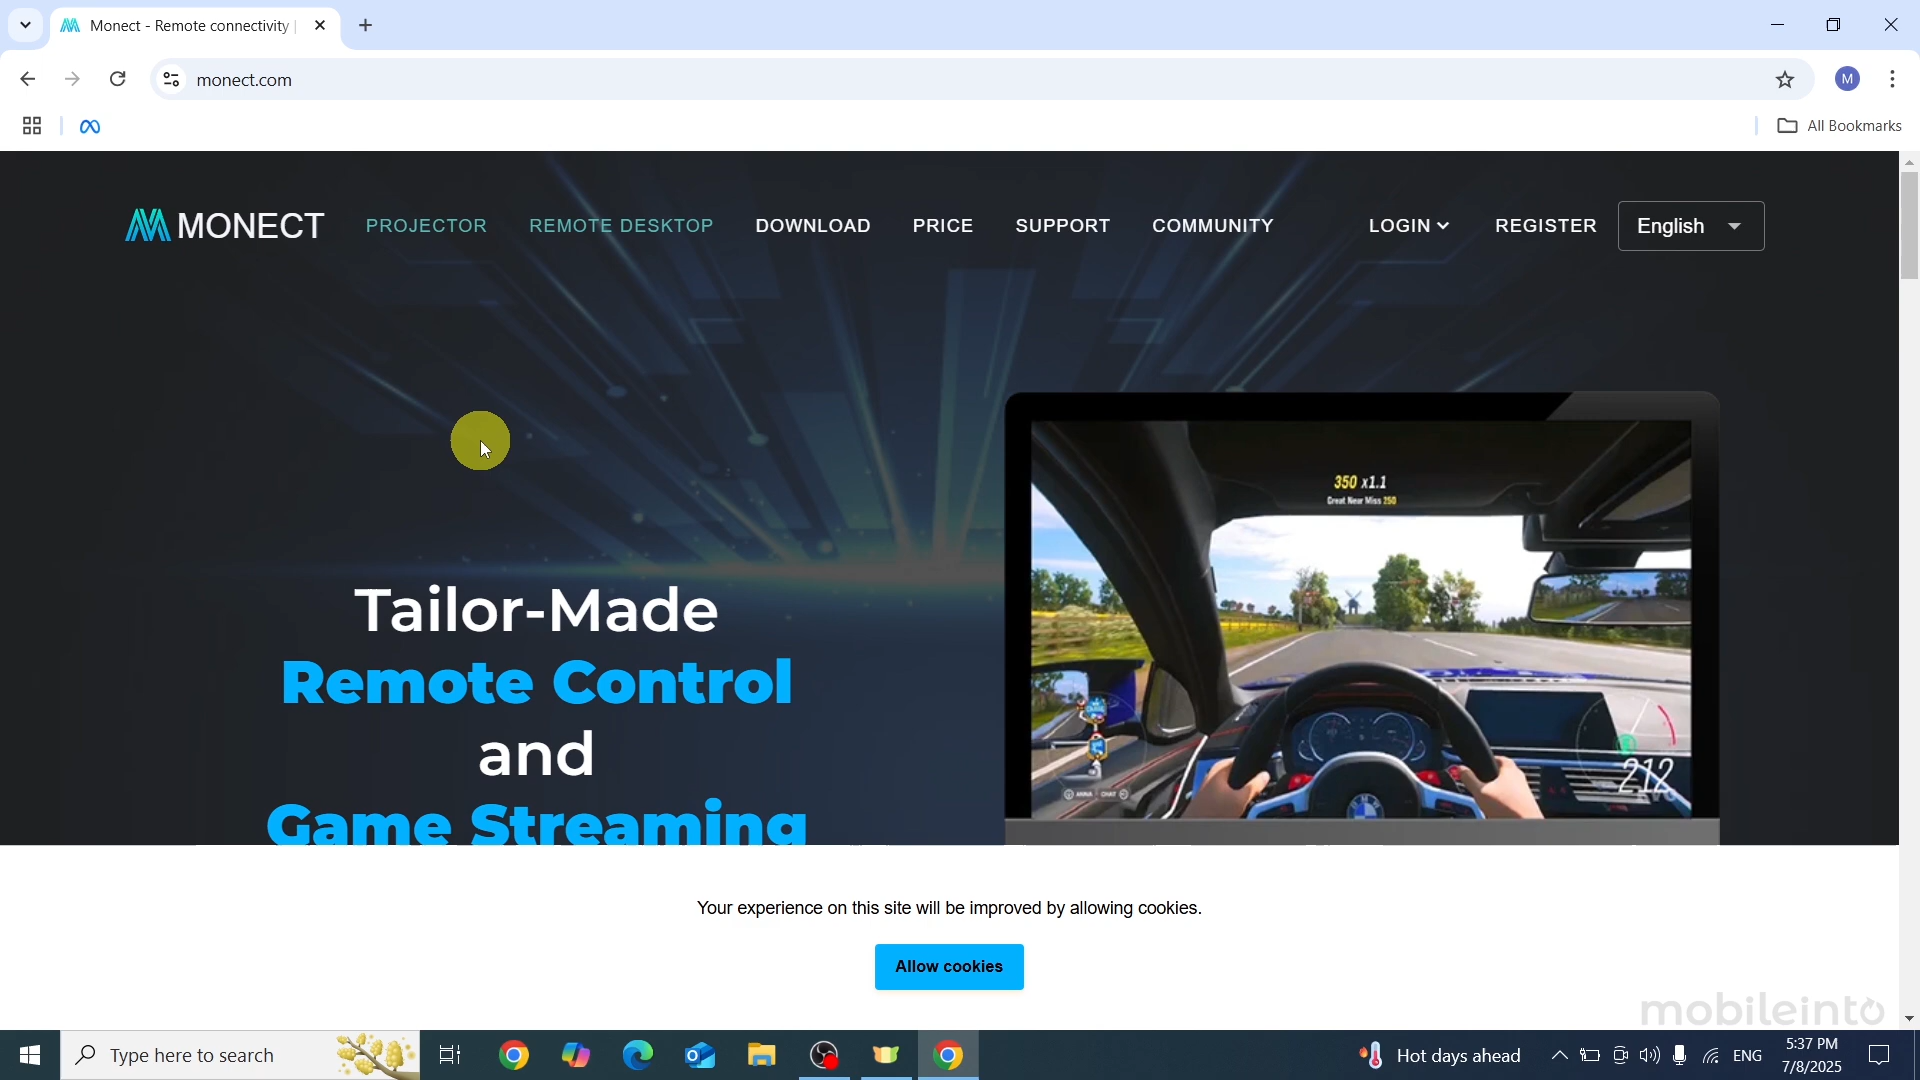 Monect - Remote connectivity
monect.com
M
All Bookmarks
MONECT
PROJECTOR
REMOTE DESKTOP
DOWNLOAD
PRICE
SUPPORT
COMMUNITY
LOGIN
REGISTER
English
350 x1.1
Great Near Miss 250
Tailor-Made
Remote Control
and
Game Streaming
212
Your experience on this site will be improved by allowing cookies.
Allow cookies
mobileinto
Type here to search
Hot days ahead
ENG
5:37 PM
7/8/2025